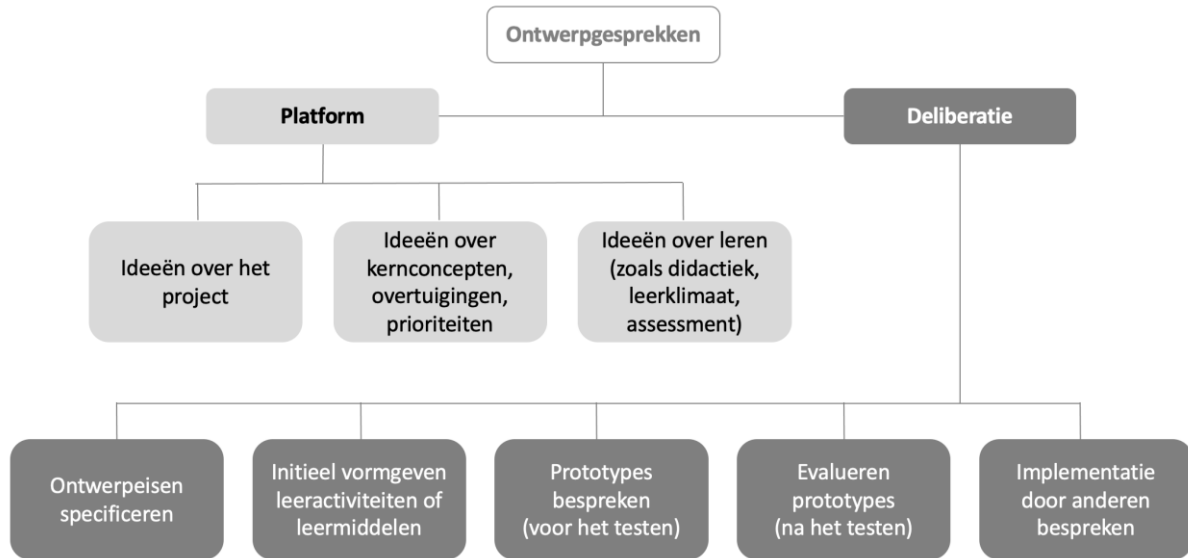 Ontwerpgesprekken
Platform
Deliberatie
Ideeën over het
project
Ideeën over
kernconcepten,
overtuigingen,
prioriteiten
Ideeën over leren
(zoals didactiek,
leerklimaat,
assessment)
Ontwerpeisen
specificeren
Initieel vormgeven
leeractiviteiten of
leermiddelen
Prototypes
bespreken
(voor het testen)
Evalueren
prototypes
(na het testen)
Implementatie
door anderen
bespreken